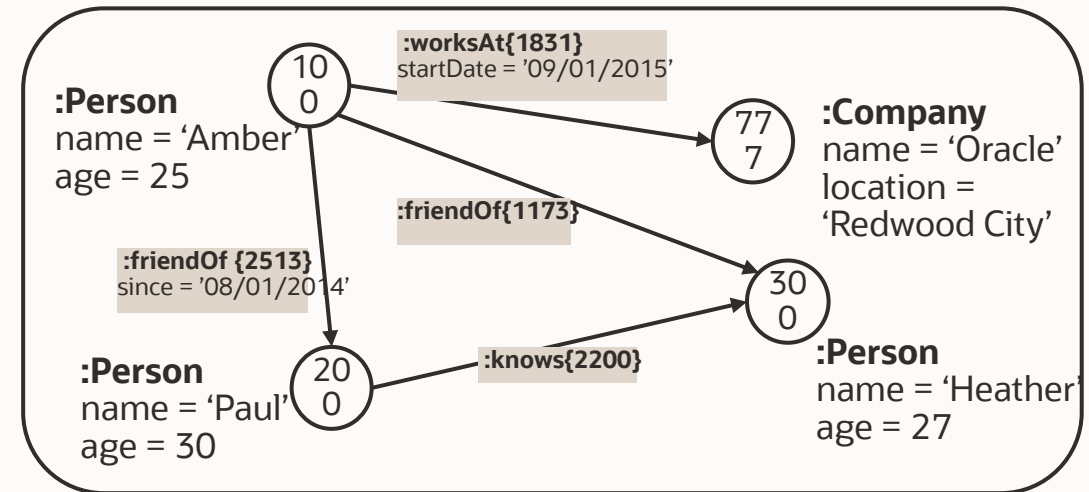 :worksAt{1831}
startDate = '09/01/2015’
10
0
:Person
name = ‘Amber’
age = 25
77
7
:Company
name = ‘Oracle’
location =
‘Redwood City’
:friendOf{1173}
:friendOf {2513}
since = '08/01/2014’
30
0
:Person
name = ‘Heather’
age = 27
:knows{2200}
20
0
:Person
name = ‘Paul’
age = 30